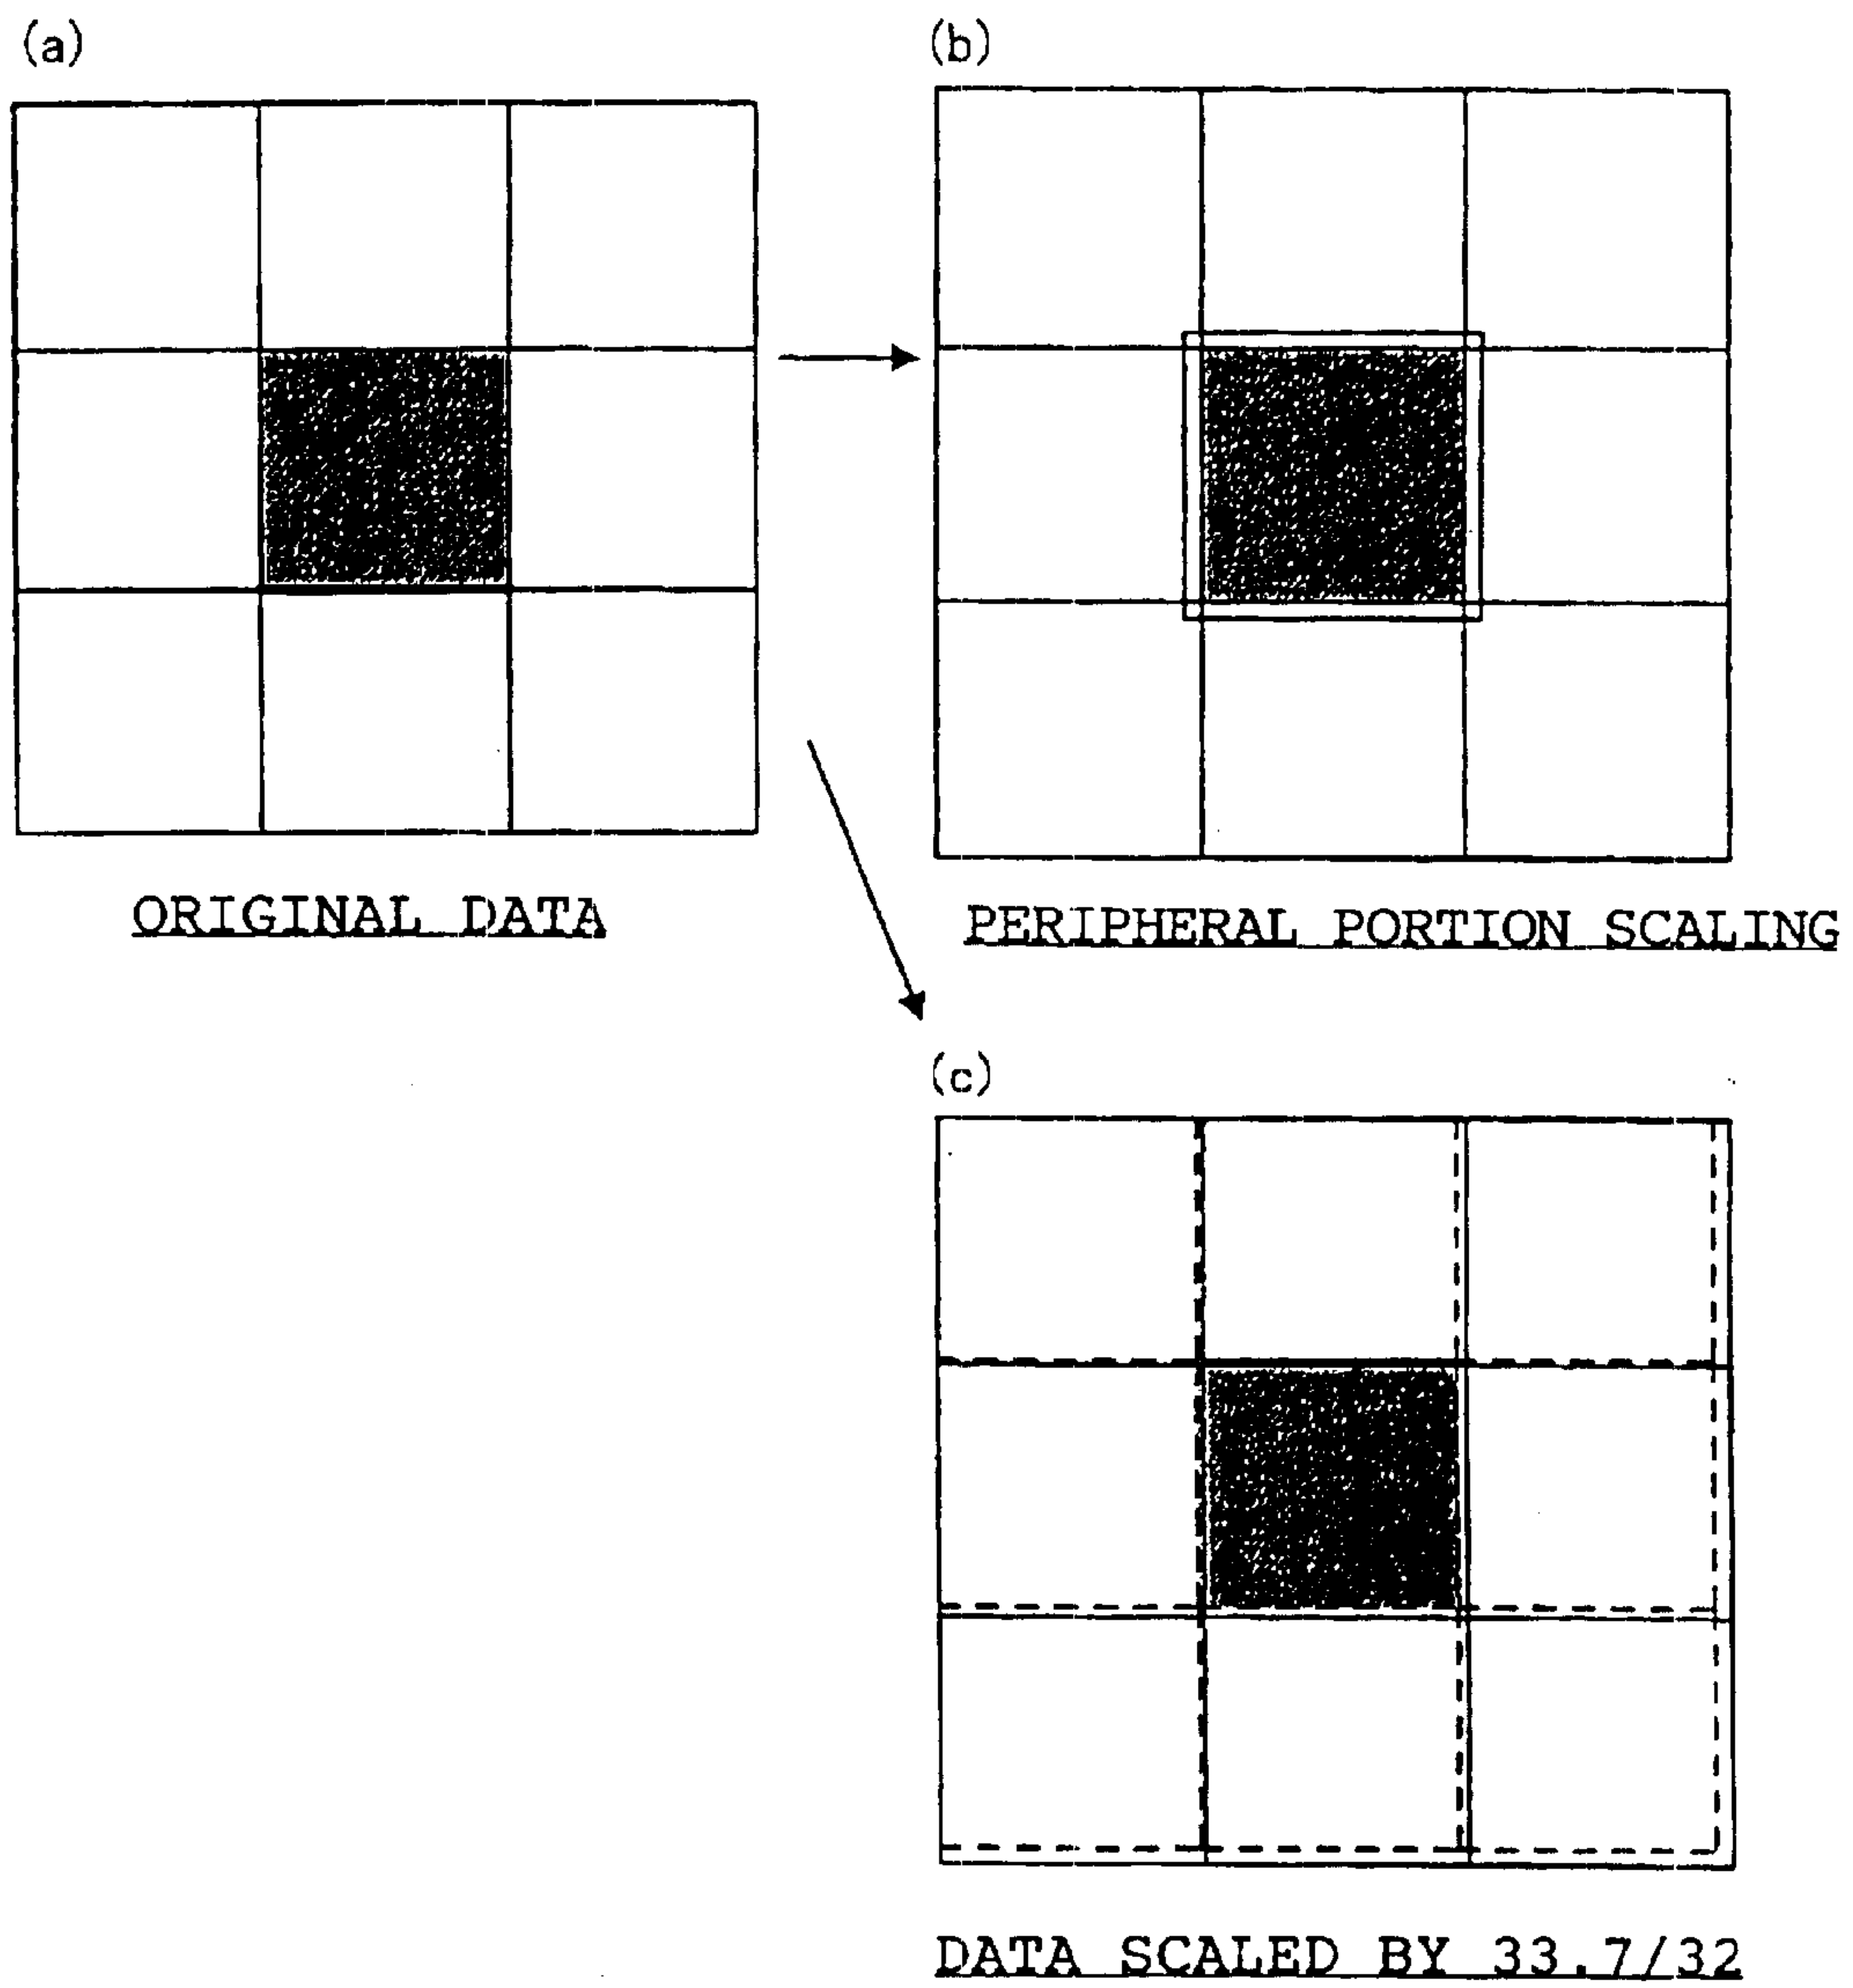 (a)
(b)
ORIGINAL DATA
PERIPHERAL PORTION SCALING
(c)
DATA SCALED BY 33.7/32